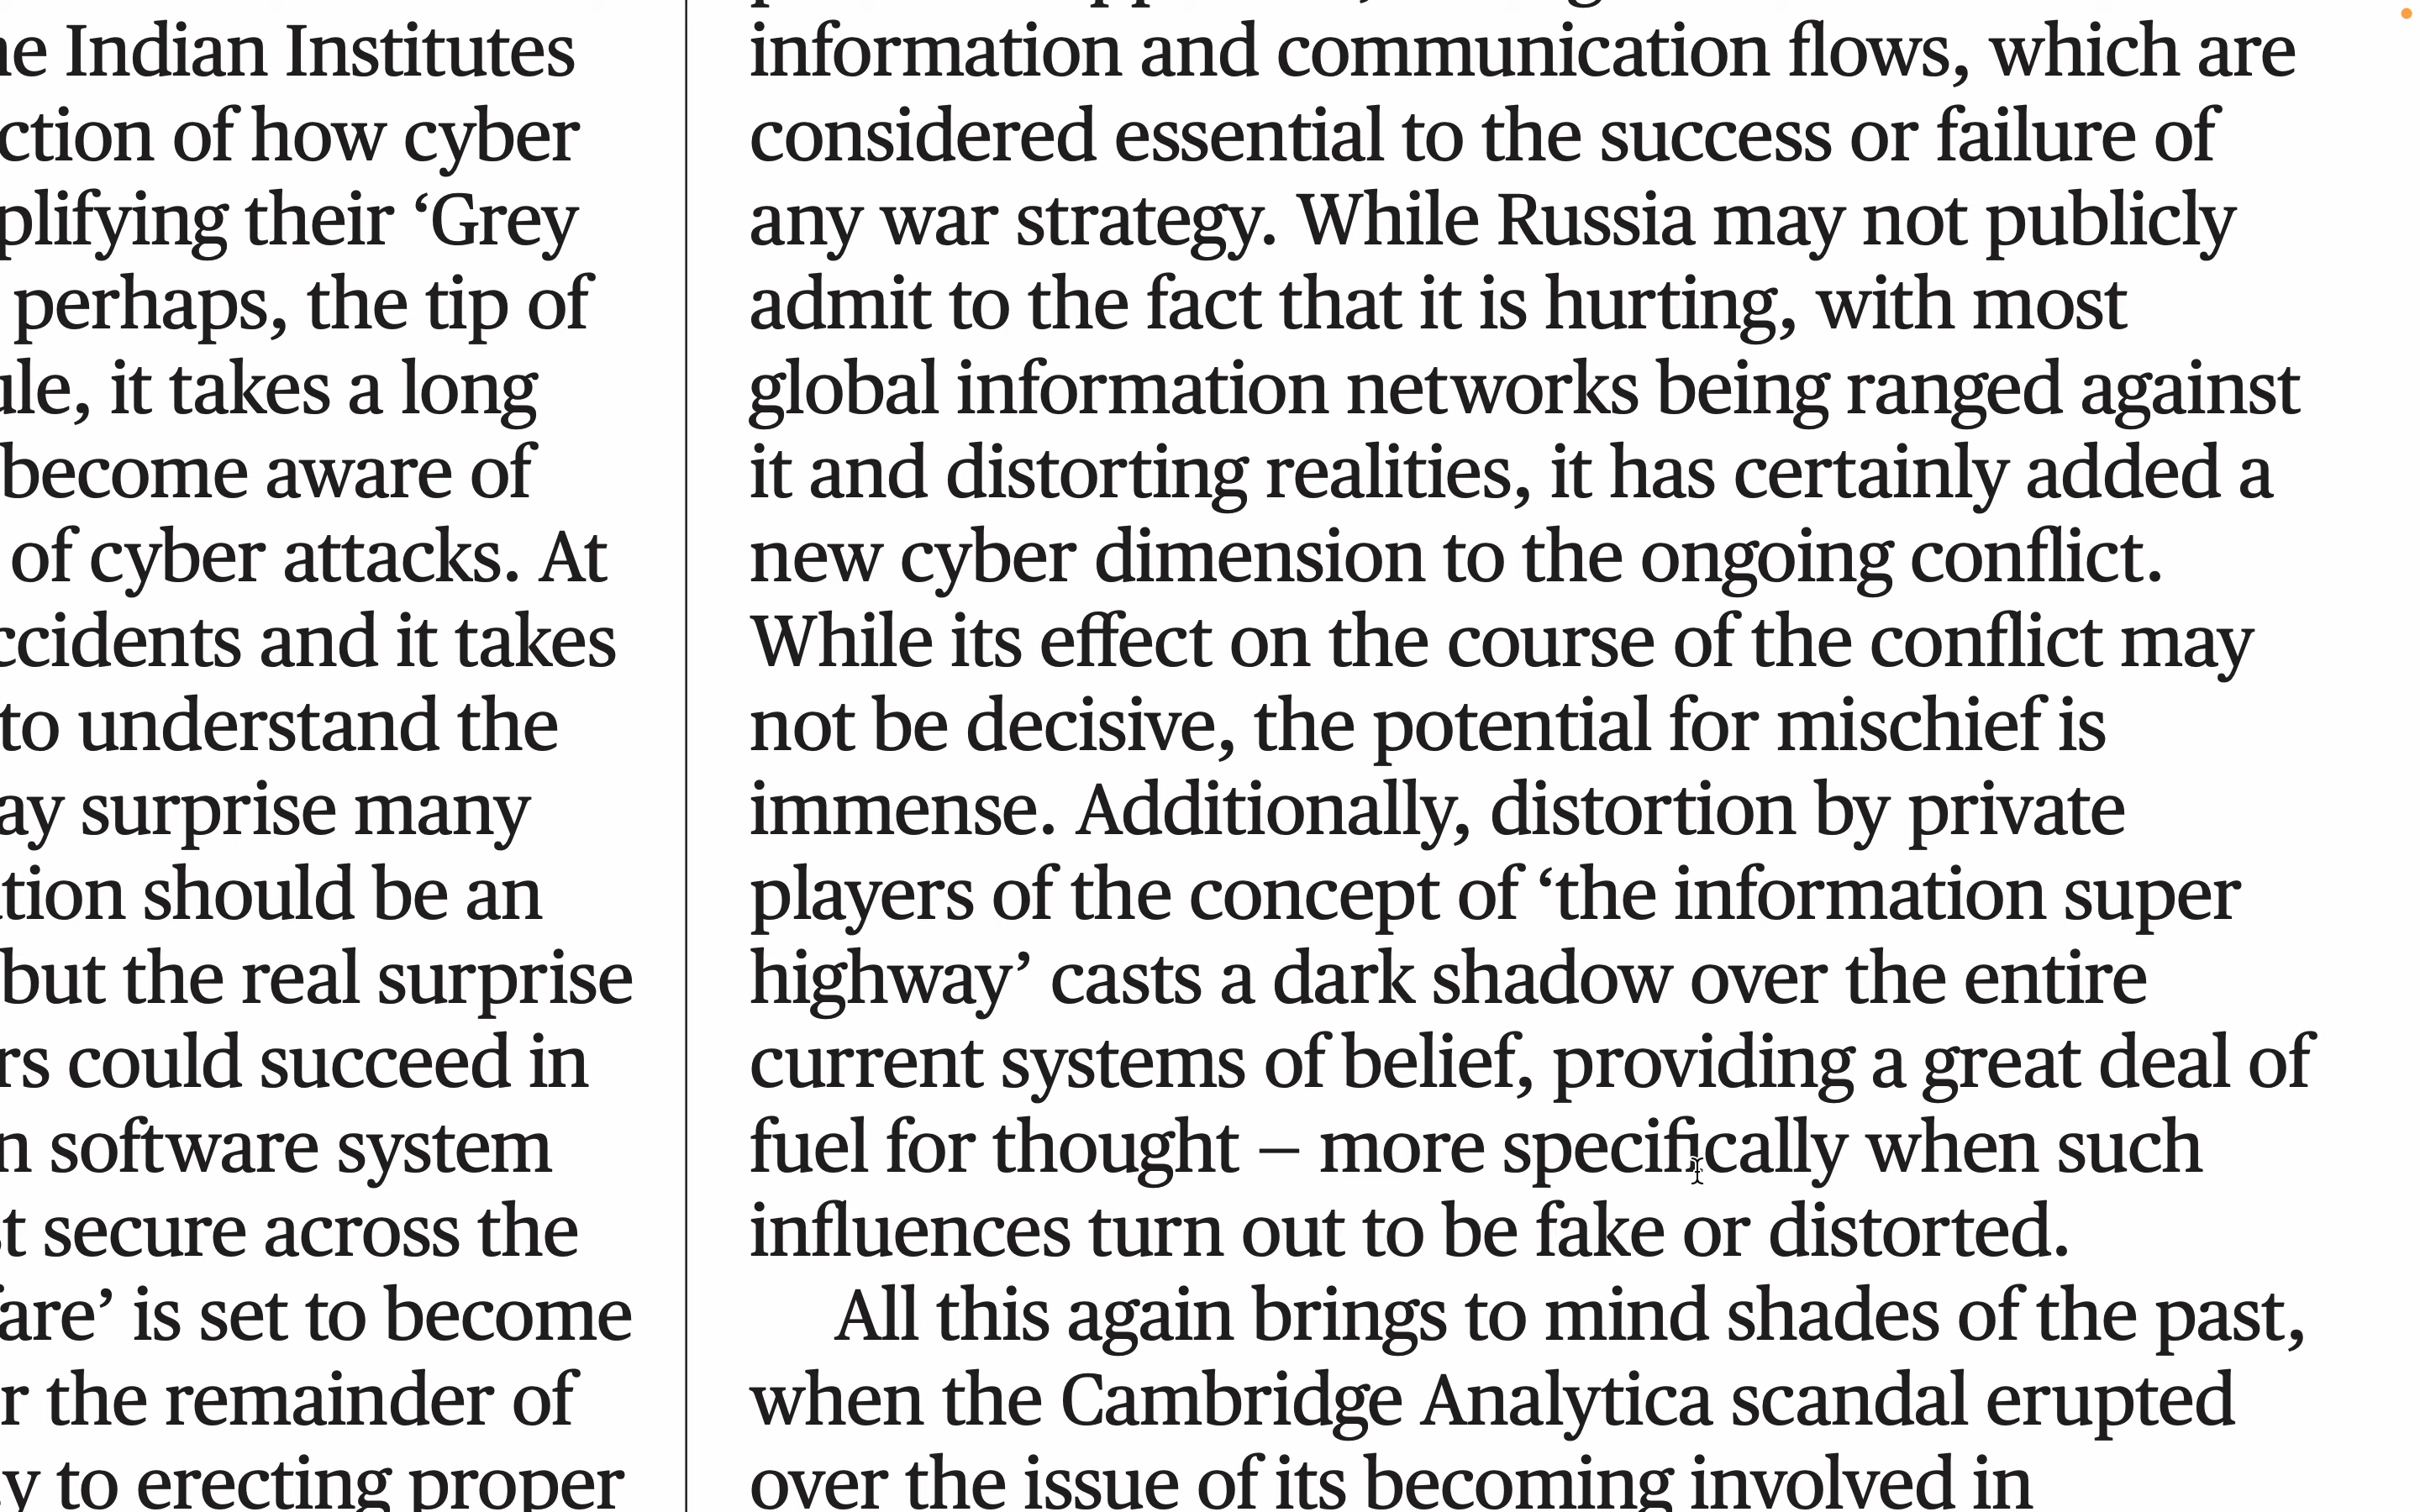 Indian Institutes
of how cyber
their ‘Grey
perhaps, the tip of
it takes a long
become aware of
of cyber attacks. At
and it takes
to understand the
surprise many
should be an
but the real surprise
could succeed in
software system
secure across the
is set to become
the remainder of
to erecting proper
information and communication flows, which are
considered essential to the success or failure of
any war strategy. While Russia may not publicly
admit to the fact that it is hurting, with most
global information networks being ranged against
it and distorting realities, it has certainly added a
new cyber dimension to the ongoing conflict.
While its effect on the course of the conflict may
not be decisive, the potential for mischief is
immense. Additionally, distortion by private
players of the concept of ‘the information super
highway’ casts a dark shadow over the entire
current systems of belief, providing a great deal of
fuel for thought – more specifically when such
influences turn out to be fake or distorted.
All this again brings to mind shades of the past,
when the Cambridge Analytica scandal erupted
over the issue of its becoming involved in